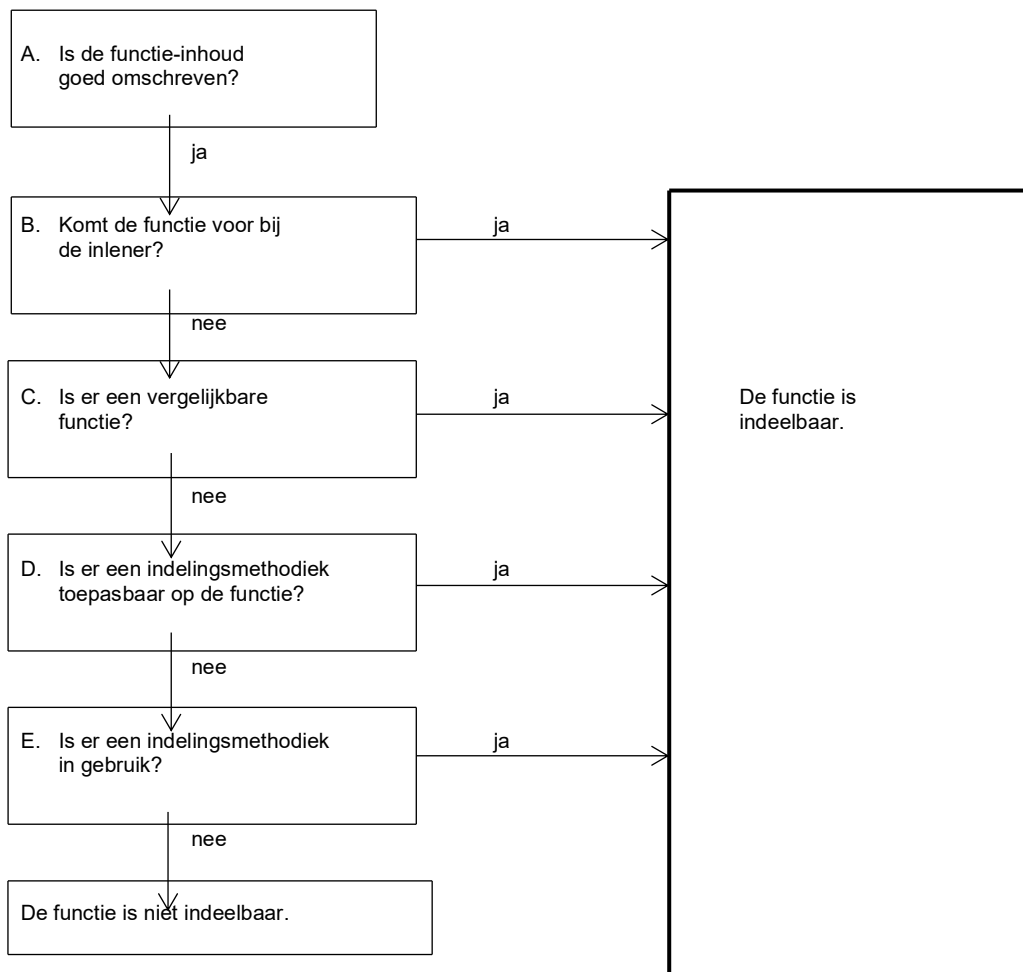 A. Is de functie-inhoud
goed omschreven?
ja
B. Komt de functie voor bij
de inlener?
ja
nee
C. Is er een vergelijkbare
functie?
ja
De functie is
indeelbaar.
nee
D. Is er een indelingsmethodiek
toepasbaar op de functie?
ja
nee
E. Is er een indelingsmethodiek
in gebruik?
ja
nee
De functie is niet indeelbaar.